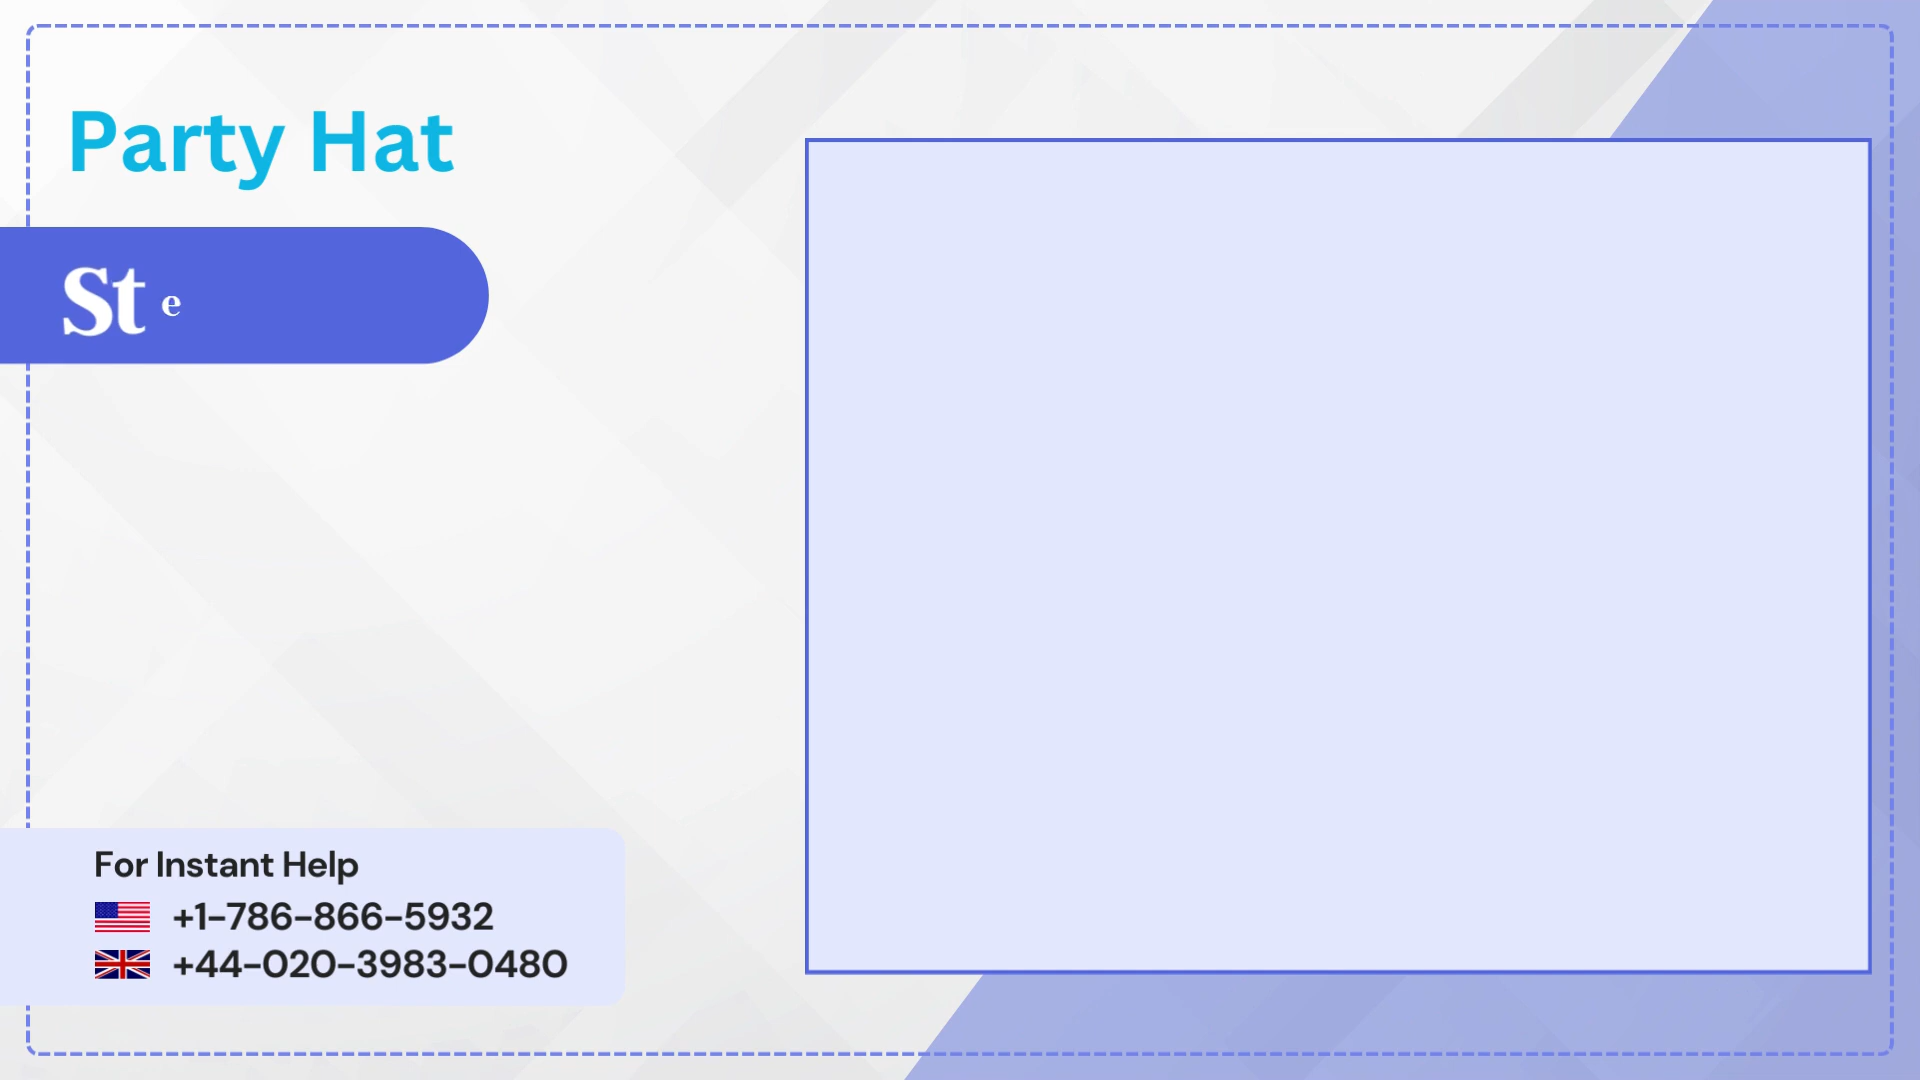 Party Hat
St e
For Instant Help
+1-786-866-5932
+44-020-3983-0480